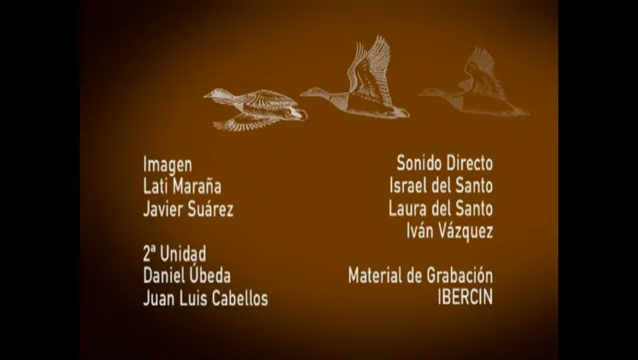 Imagen
Lati Maraña
Javier Suárez
2ª Unidad
Daniel Úbeda
Juan Luis Cabellos
Sonido Directo
Israel del Santo
Laura del Santo
Iván Vázquez
Material de Grabación
IBERCIN